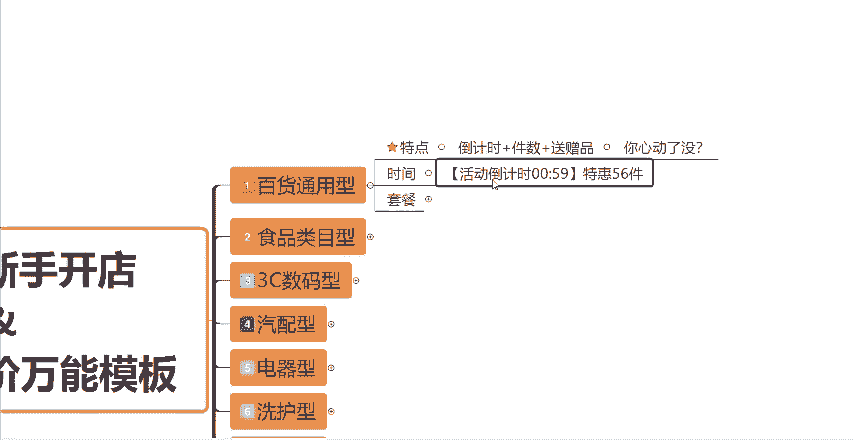 特点
倒计时+件数+送赠品
你心动了没?
时间
【活动倒计时00:59】特惠56件
套餐
1 百货通用型
2 食品类目型
3C数码型
4 汽配型
5 电器型
6 洗护型
新手开店
&
价万能模板